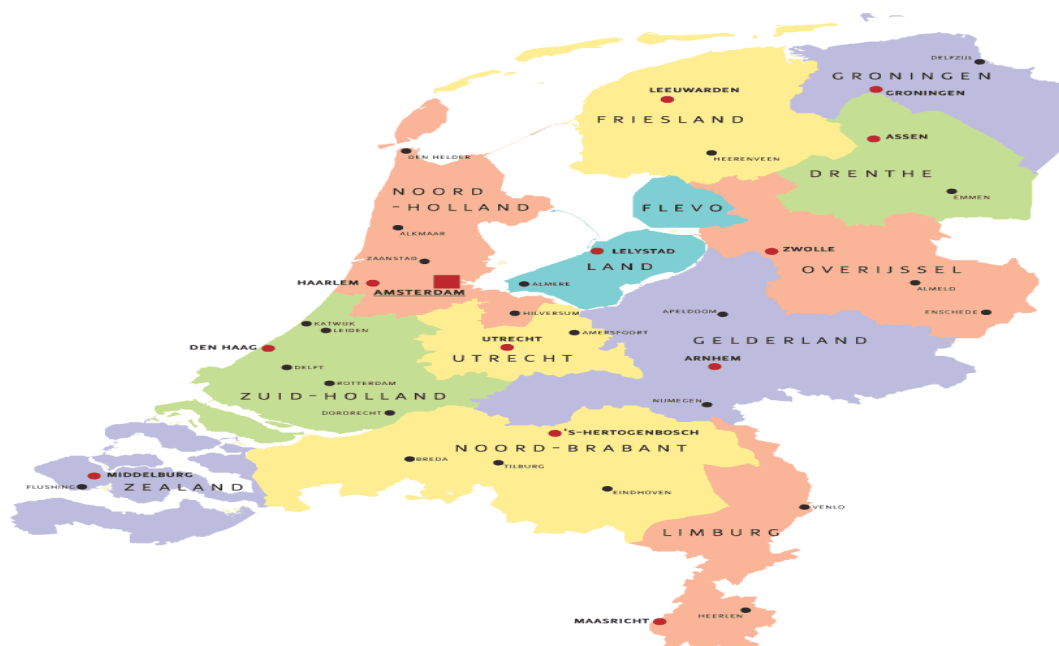 DELFZIJL
GRONINGEN
GRONINGEN
LEEUWARDEN
FRIESLAND
ASSEN
HEERENVEEN
DEN HELDER
DRENTHE
EMMEN
NOORD
-HOLLAND
FLEVO
ALKMAAR
ZAANSTAD
LELYSTAD
LAND
ZWOLLE
OVERIJSSEL
HAARLEM
AMSTERDAM
ALMERE
ALMELO
HILVERSUM
APELDOOM
ENSCHEDE
KATWIJK
LEIDEN
AMERSFOORT
UTRECHT
UTRECHT
GELDERLAND
DEN HAAG
DELFT
ARNHEM
ROTTERDAM
ZUID-HOLLAND
NIJMEGEN
DORDRECHT
'S-HERTOGENBOSCH
NOORD-BRABANT
BREDA
TILBURG
MIDDELBURG
FLUSHING
ZEALAND
EINDHOVEN
VENLO
LIMBURG
HEERLEN
MAASRICHT